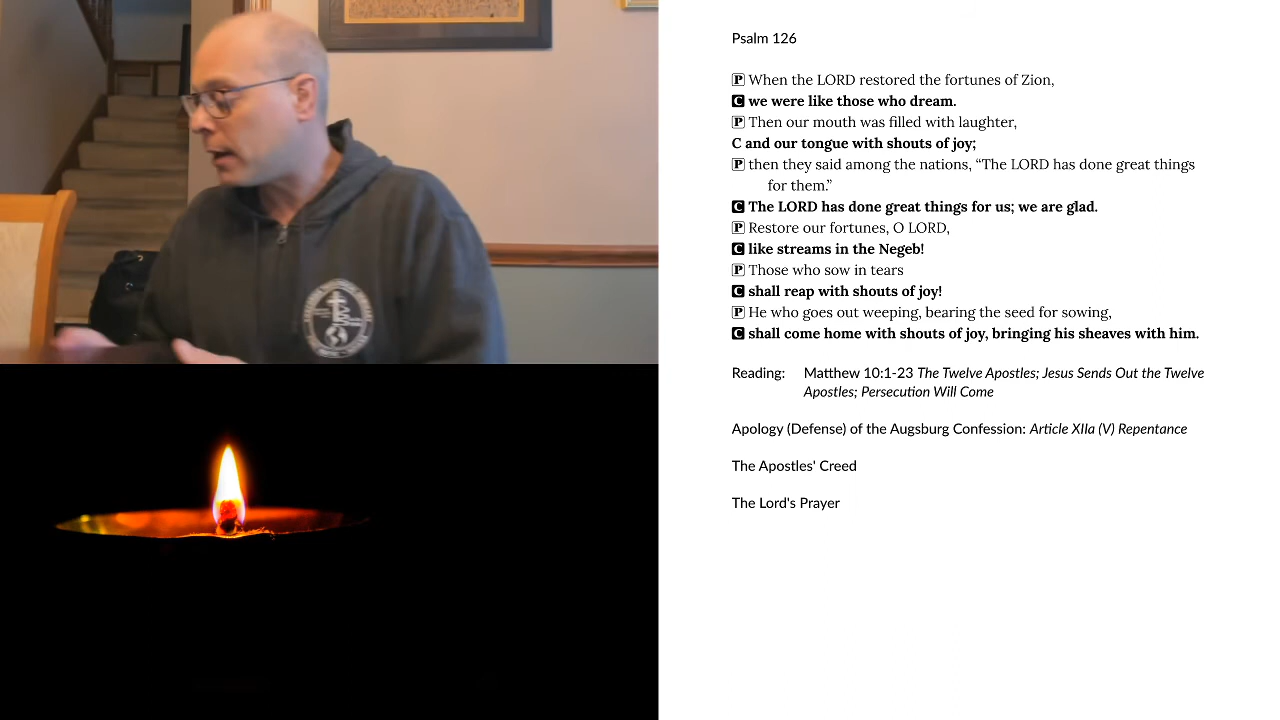 Psalm 126
P When the LORD restored the fortunes of Zion,
C we were like those who dream.
P Then our mouth was filled with laughter,
C and our tongue with shouts of joy;
P then they said among the nations, “The LORD has done great things
for them.”
C The LORD has done great things for us; we are glad.
P Restore our fortunes, O LORD,
C like streams in the Negeb!
P Those who sow in tears
C shall reap with shouts of joy!
P He who goes out weeping, bearing the seed for sowing,
C shall come home with shouts of joy, bringing his sheaves with him.
Reading: Matthew 10:1-23 The Twelve Apostles; Jesus Sends Out the Twelve
Apostles; Persecution Will Come
Apology (Defense) of the Augsburg Confession: Article XIIa (V) Repentance
The Apostles' Creed
The Lord's Prayer